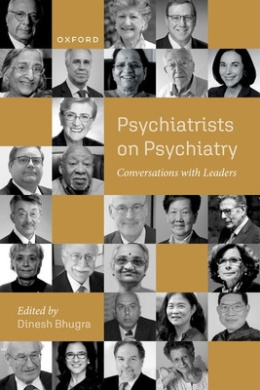 OXFORD
Psychiatrists
on Psychiatry
Conversations with Leaders
Edited by
Dinesh Bhugra